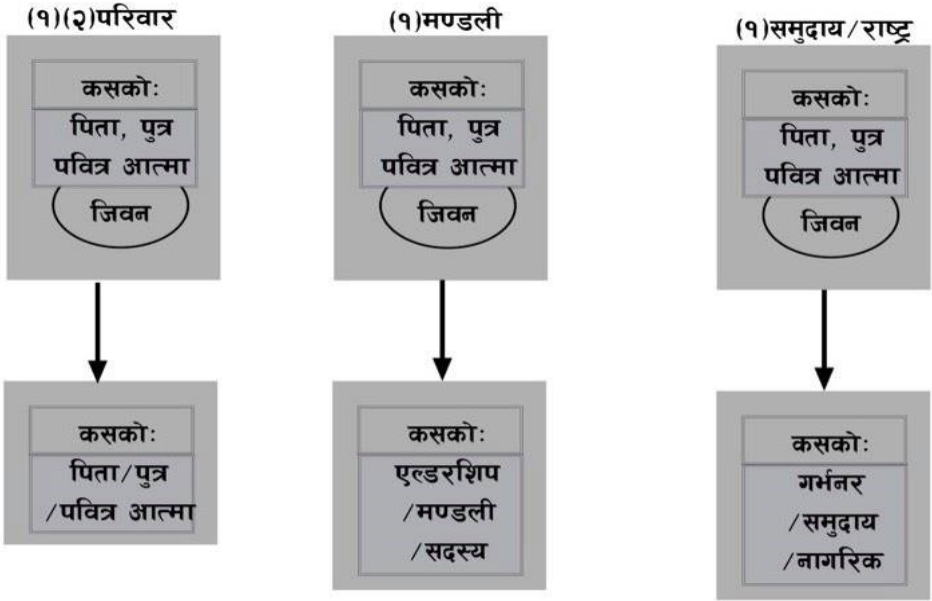 (१)(२)परिवार
कसको:
पिता, पुत्र
पवित्र आत्मा
जिवन
कसको:
पिता/पुत्र
/पवित्र आत्मा
(१)मण्डली
कसको:
पिता, पुत्र
पवित्र आत्मा
जिवन
कसको:
एल्डरशिप
/मण्डली
/सदस्य
(१)समुदाय/राष्ट्र
कसको:
पिता, पुत्र
पवित्र आत्मा
जिवन
कसको:
गर्भनर
/समुदाय
/नागरिक